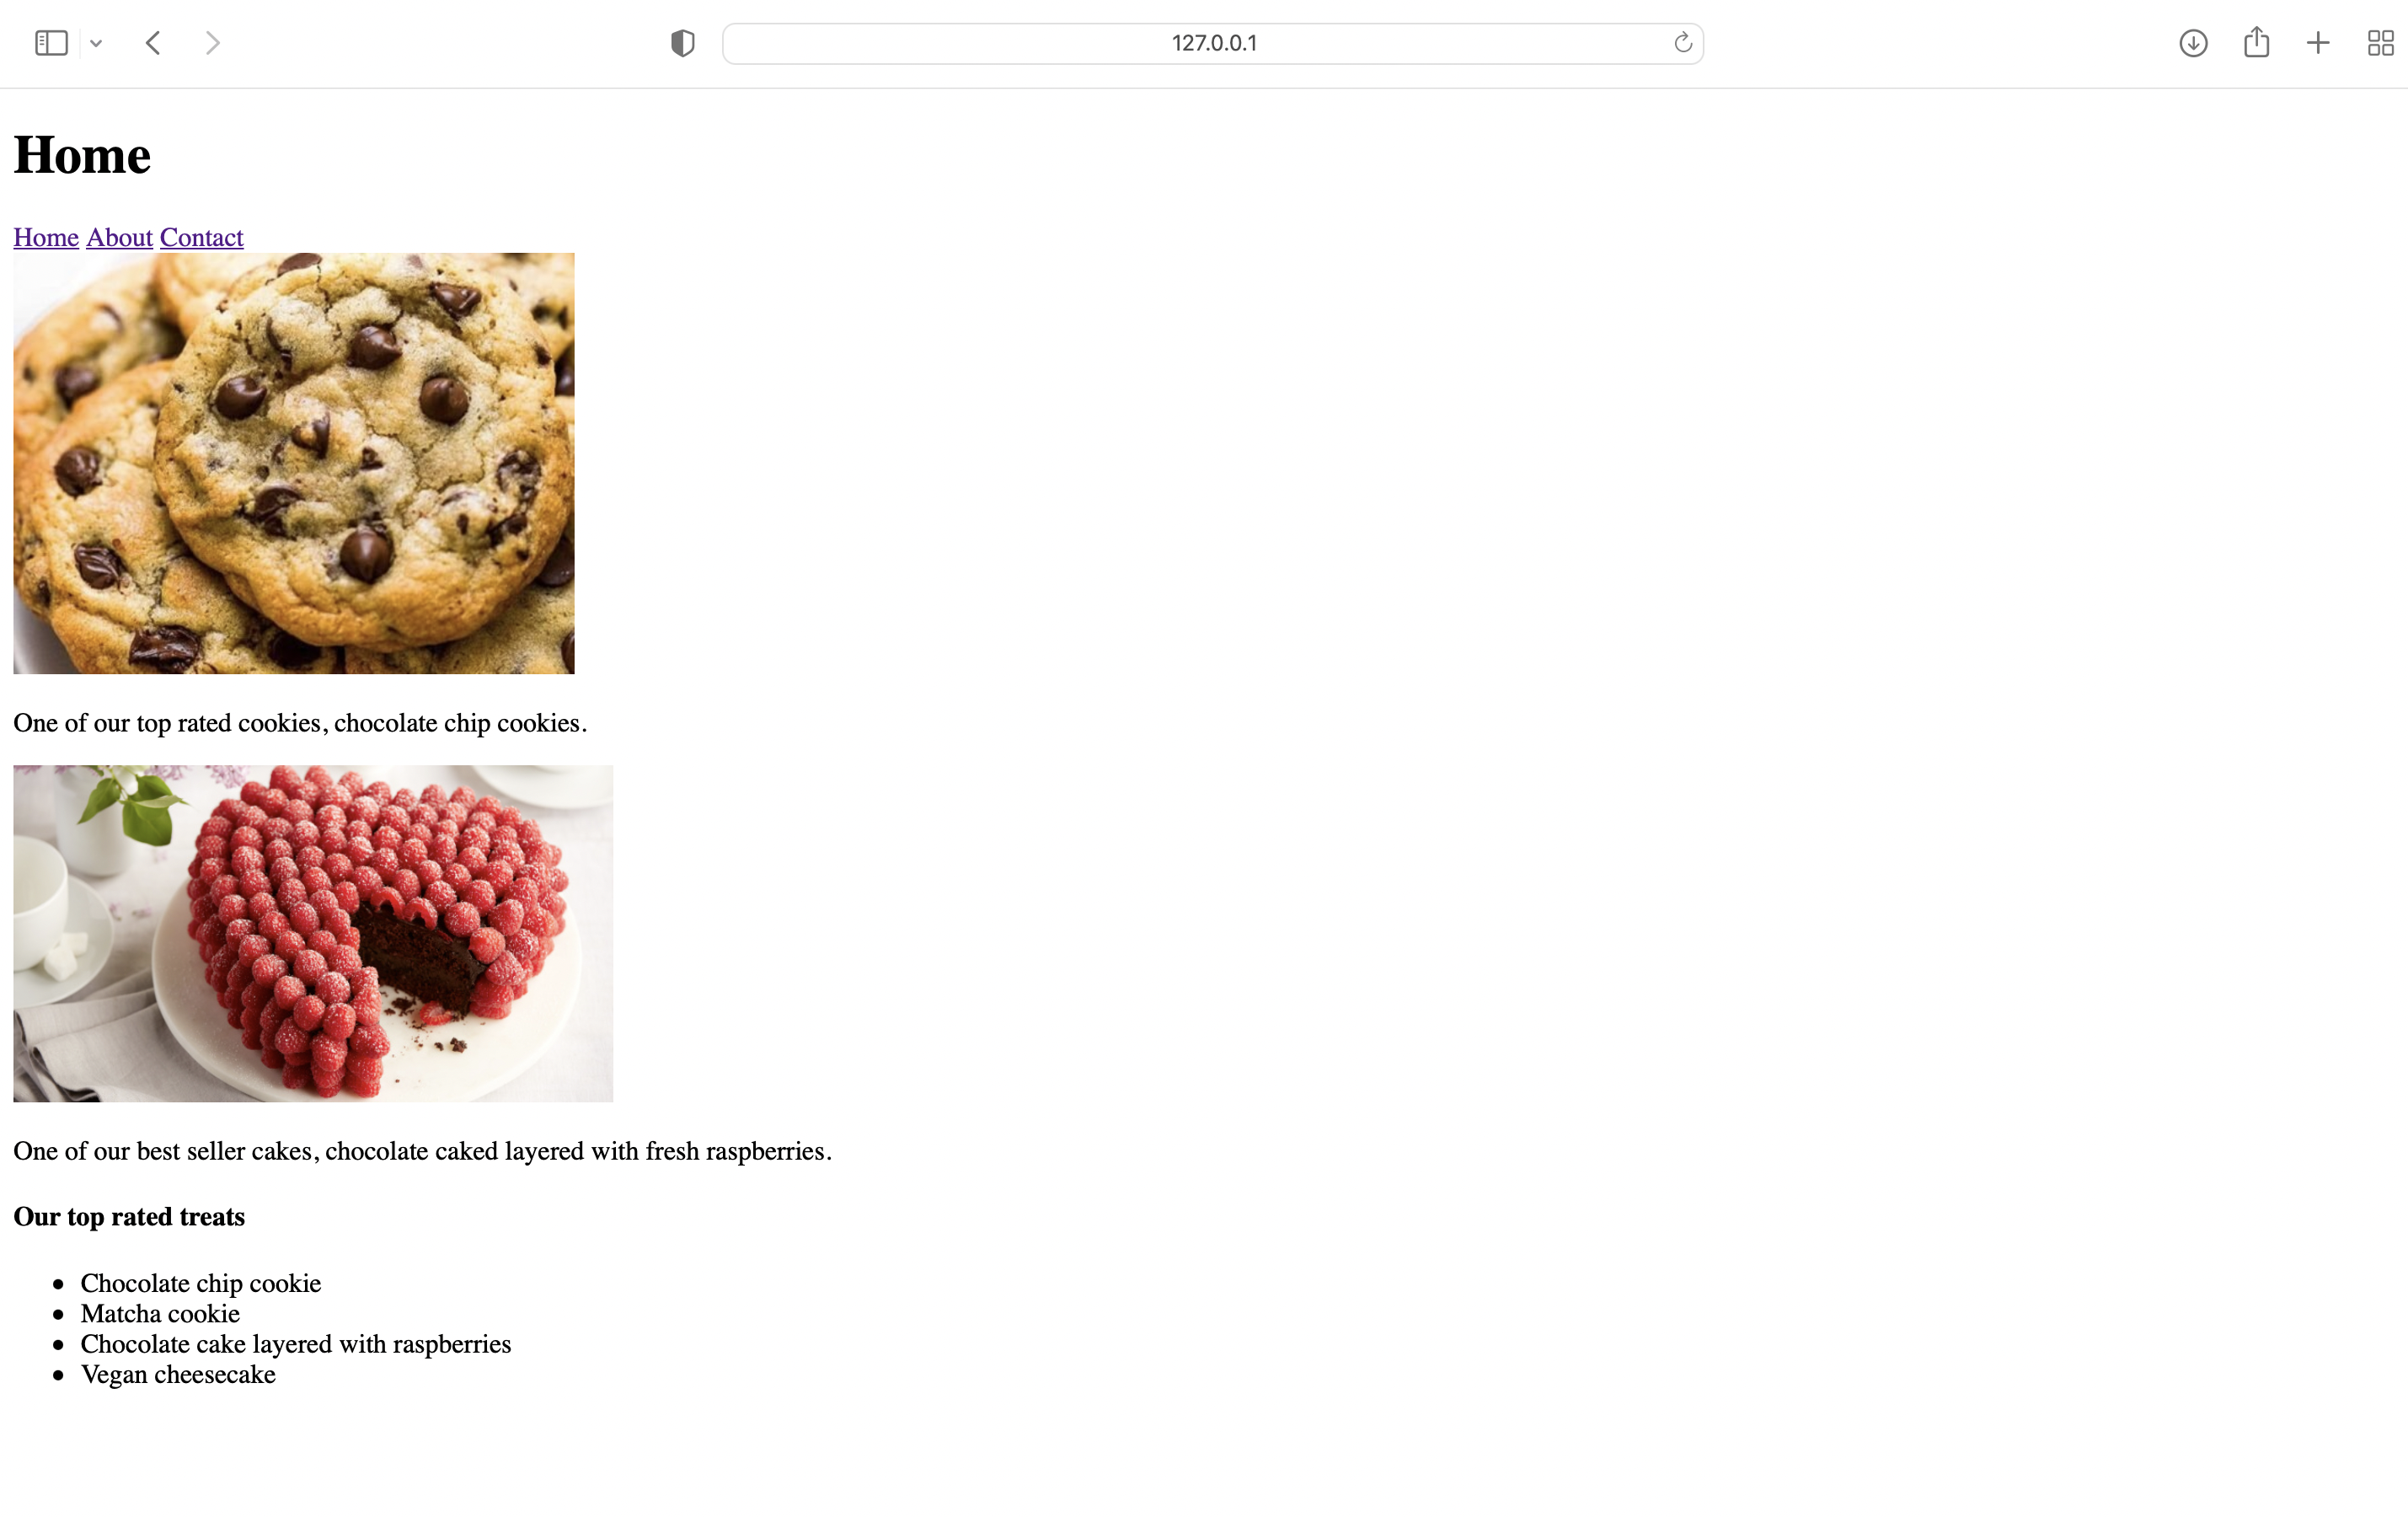 127.0.0.1
Home
Home About Contact
One of our top rated cookies, chocolate chip cookies.
One of our best seller cakes, chocolate caked layered with fresh raspberries.
Our top rated treats
Chocolate chip cookie
Matcha cookie
Chocolate cake layered with raspberries
Vegan cheesecake